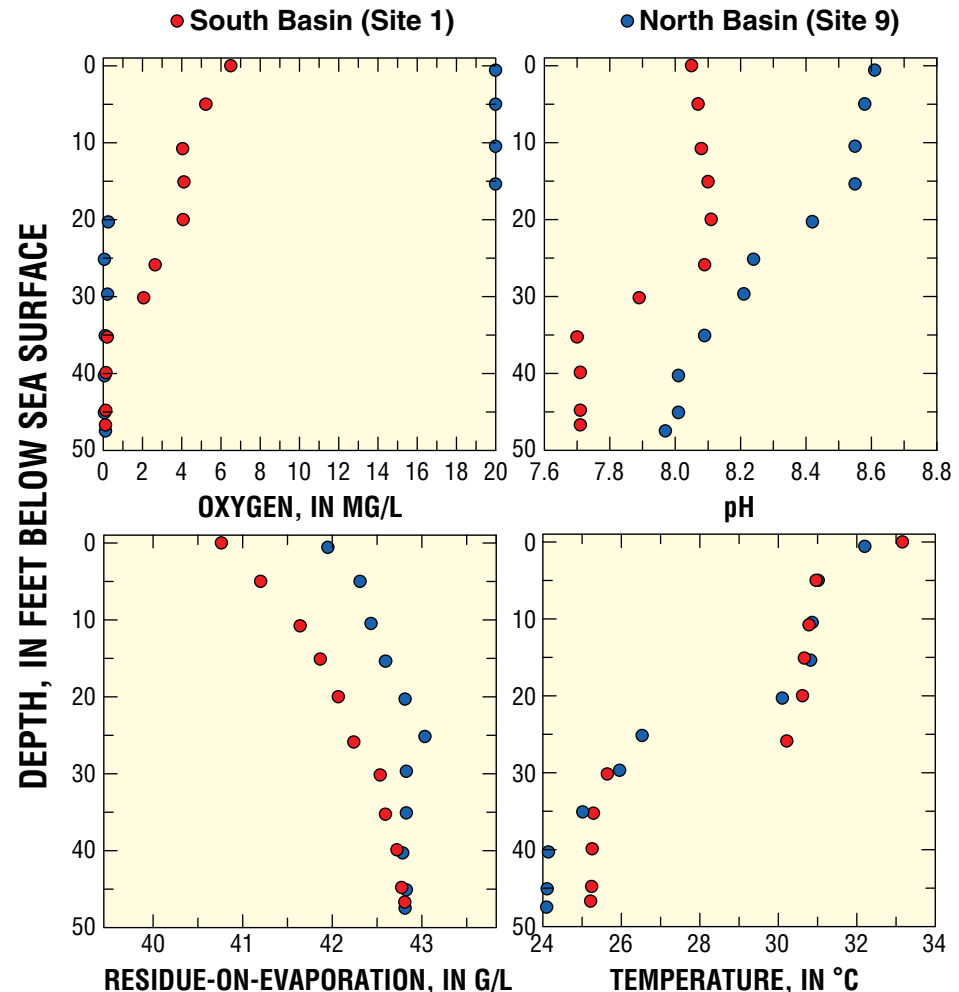 South Basin (Site 1) North Basin (Site 9)
DEPTH, IN FEET BELOW SEA SURFACE
0
10
20
30
40
50
0 2 4 6 8 10 12 14 16 18 20
OXYGEN, IN MG/L
0
10
20
30
40
50
7.6 7.8 8.0 8.2 8.4 8.6 8.8
pH
0
10
20
30
40
50
40 41 42 43
RESIDUE-ON-EVAPORATION, IN G/L
0
10
20
30
40
50
24 26 28 30 32 34
TEMPERATURE, IN °C